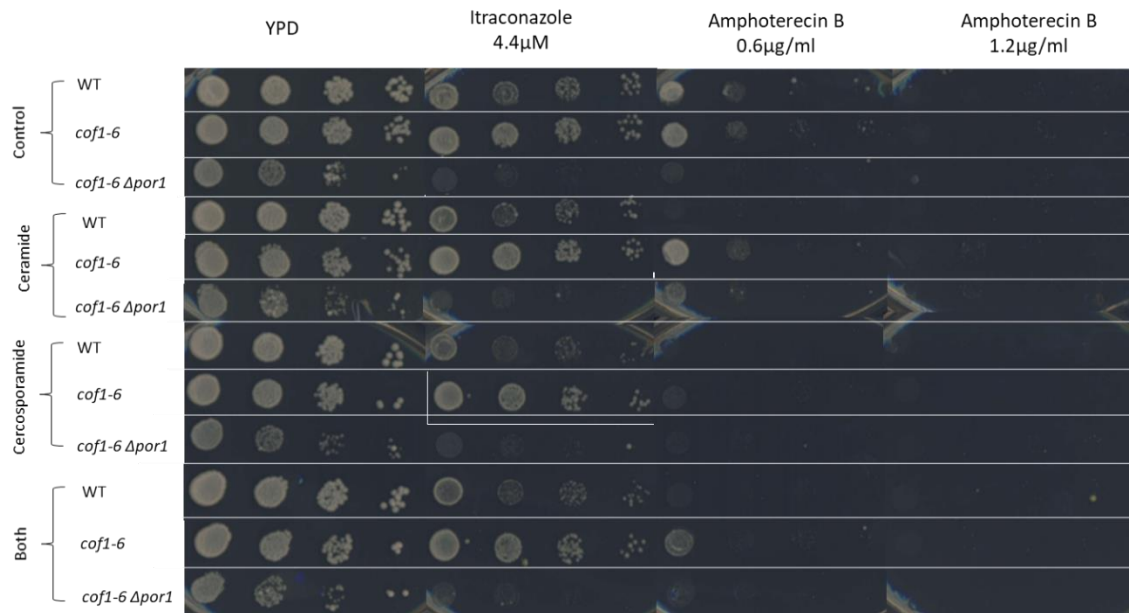 YPD
Itraconazole
4.4µM
Amphoterecin B
0.6µg/ml
Amphoterecin B
1.2µg/ml
Control
WT
cof1-6
cof1-6 Δpor1
Ceramide
WT
cof1-6
cof1-6 Δpor1
Cercosporamide
WT
cof1-6
cof1-6 Δpor1
Both
WT
cof1-6
cof1-6 Δpor1